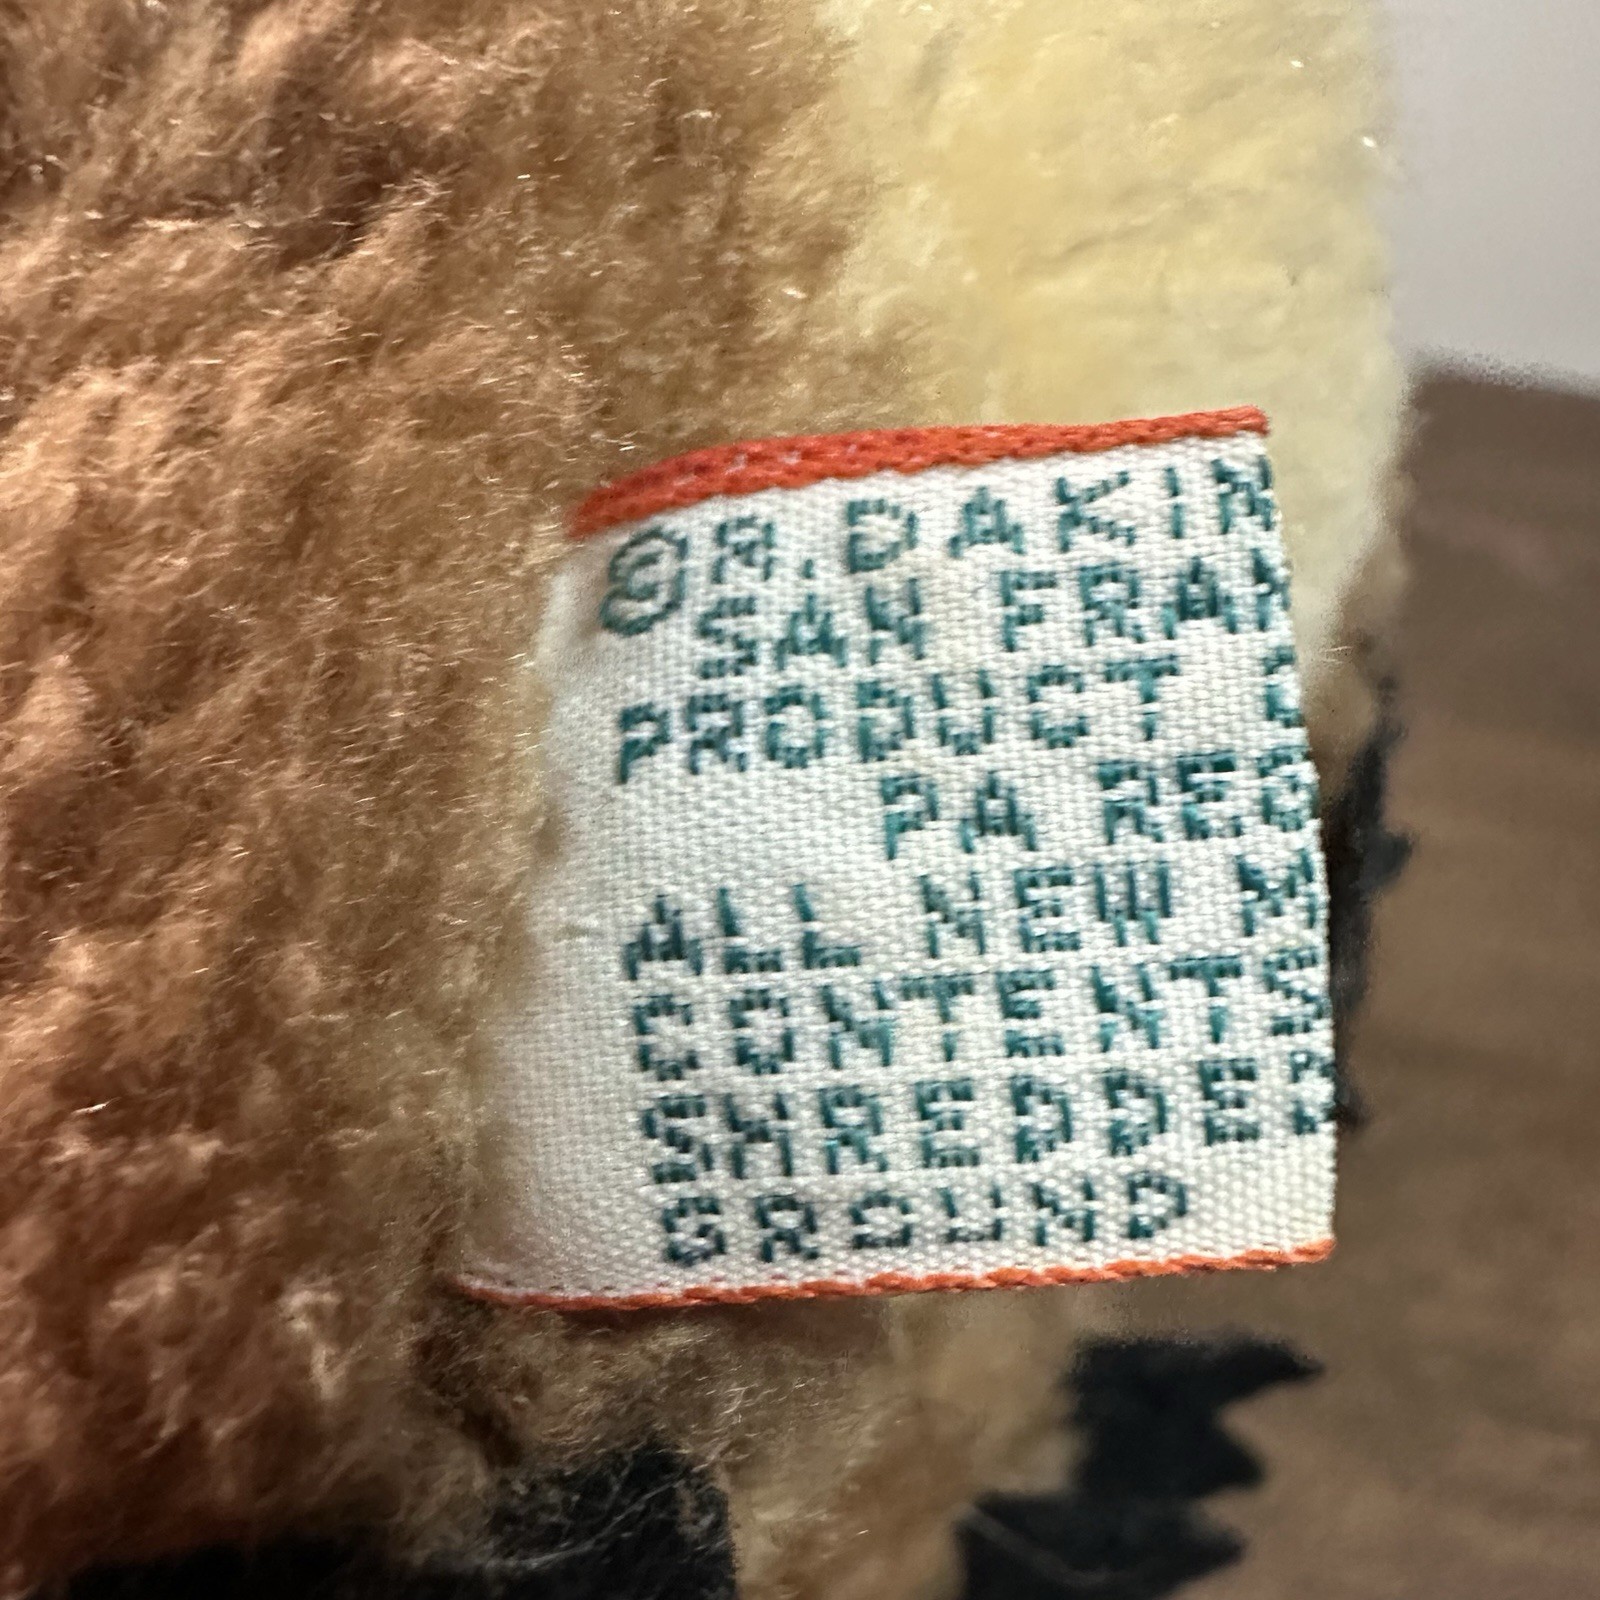 © R. DAKIN
SAN FRAN
PRODUCT
PA REG
ALL NEW M
CONTENTS
SHREDDE
GROUND